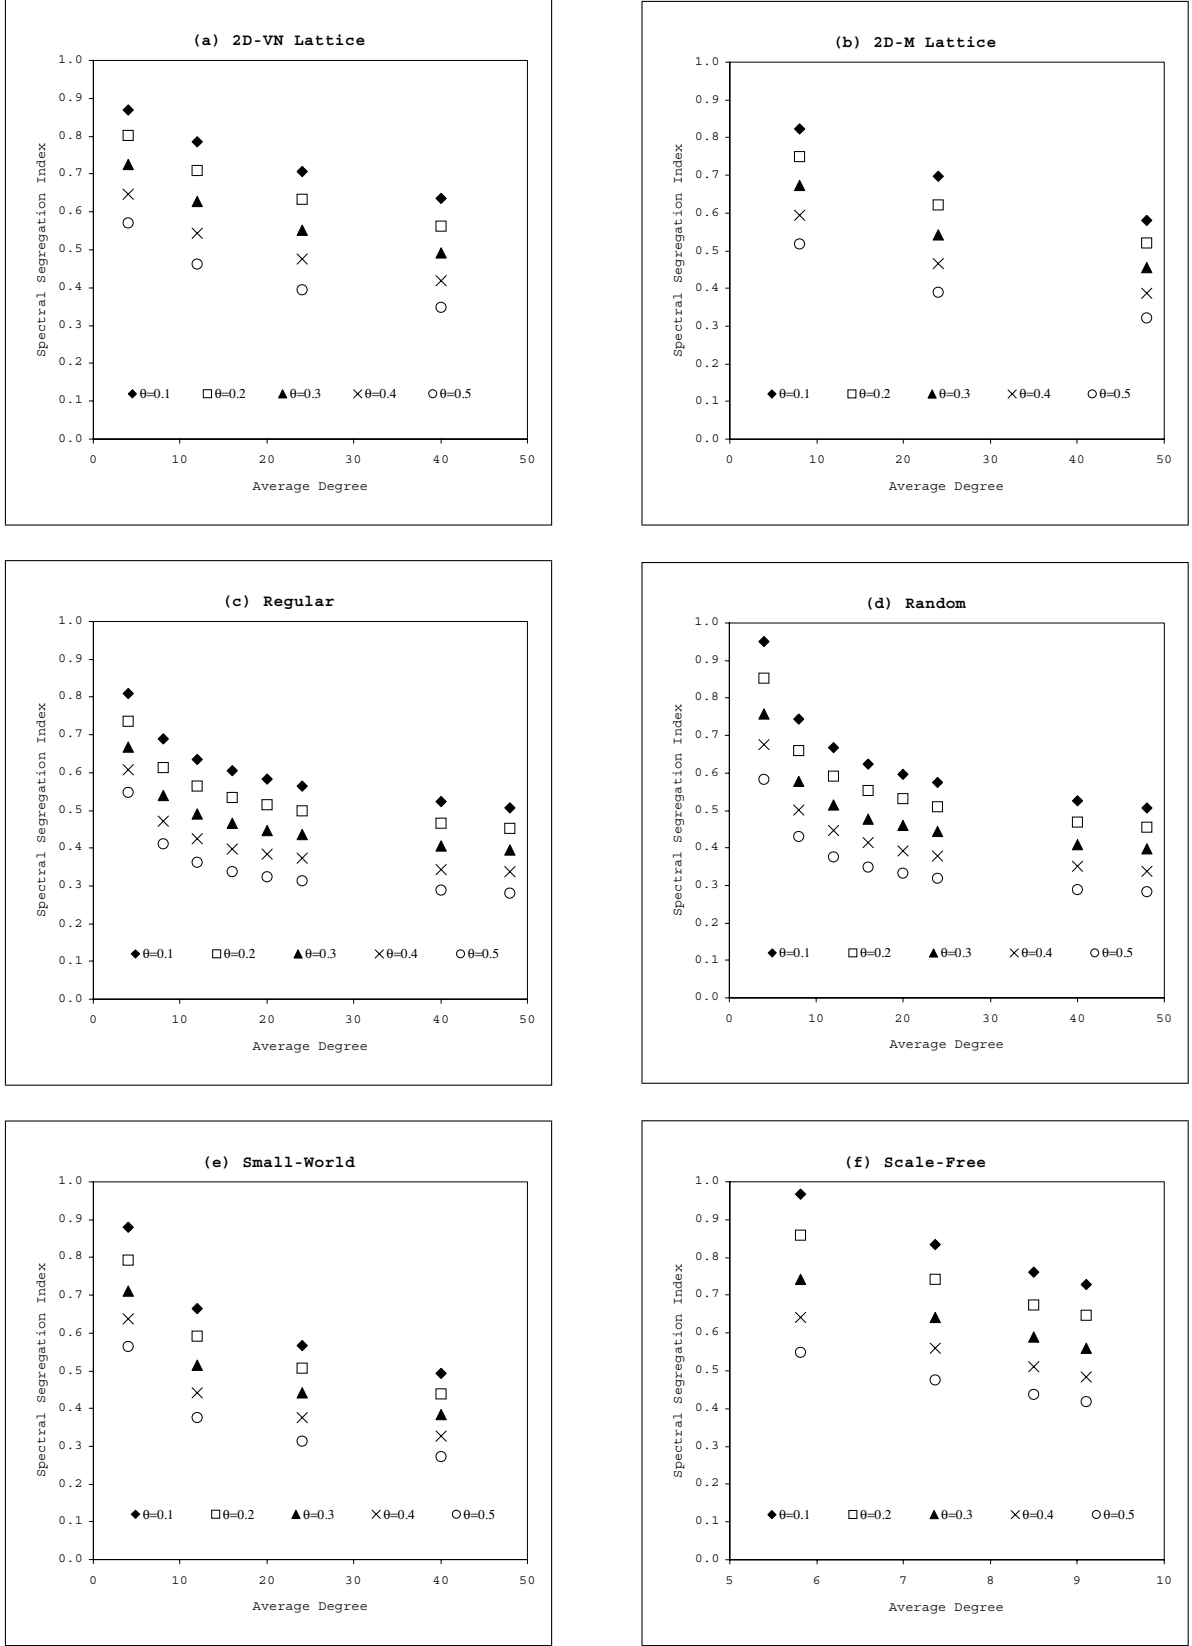 (a) 2D-VN Lattice
Spectral Segregation Index
1.0
0.9
0.8
0.7
0.6
0.5
0.4
0.3
0.2
0.1
0.0
θ=0.1 θ=0.2 θ=0.3 θ=0.4 θ=0.5
0 10 20 30 40 50
Average Degree
(b) 2D-M Lattice
Spectral Segregation Index
1.0
0.9
0.8
0.7
0.6
0.5
0.4
0.3
0.2
0.1
0.0
θ=0.1 θ=0.2 θ=0.3 θ=0.4 θ=0.5
0 10 20 30 40 50
Average Degree
(c) Regular
Spectral Segregation Index
1.0
0.9
0.8
0.7
0.6
0.5
0.4
0.3
0.2
0.1
0.0
θ=0.1 θ=0.2 θ=0.3 θ=0.4 θ=0.5
0 10 20 30 40 50
Average Degree
(d) Random
Spectral Segregation Index
1.0
0.9
0.8
0.7
0.6
0.5
0.4
0.3
0.2
0.1
0.0
θ=0.1 θ=0.2 θ=0.3 θ=0.4 θ=0.5
0 10 20 30 40 50
Average Degree
(e) Small-World
Spectral Segregation Index
1.0
0.9
0.8
0.7
0.6
0.5
0.4
0.3
0.2
0.1
0.0
θ=0.1 θ=0.2 θ=0.3 θ=0.4 θ=0.5
0 10 20 30 40 50
Average Degree
(f) Scale-Free
Spectral Segregation Index
1.0
0.9
0.8
0.7
0.6
0.5
0.4
0.3
0.2
0.1
0.0
θ=0.1 θ=0.2 θ=0.3 θ=0.4 θ=0.5
5 6 7 8 9 10
Average Degree